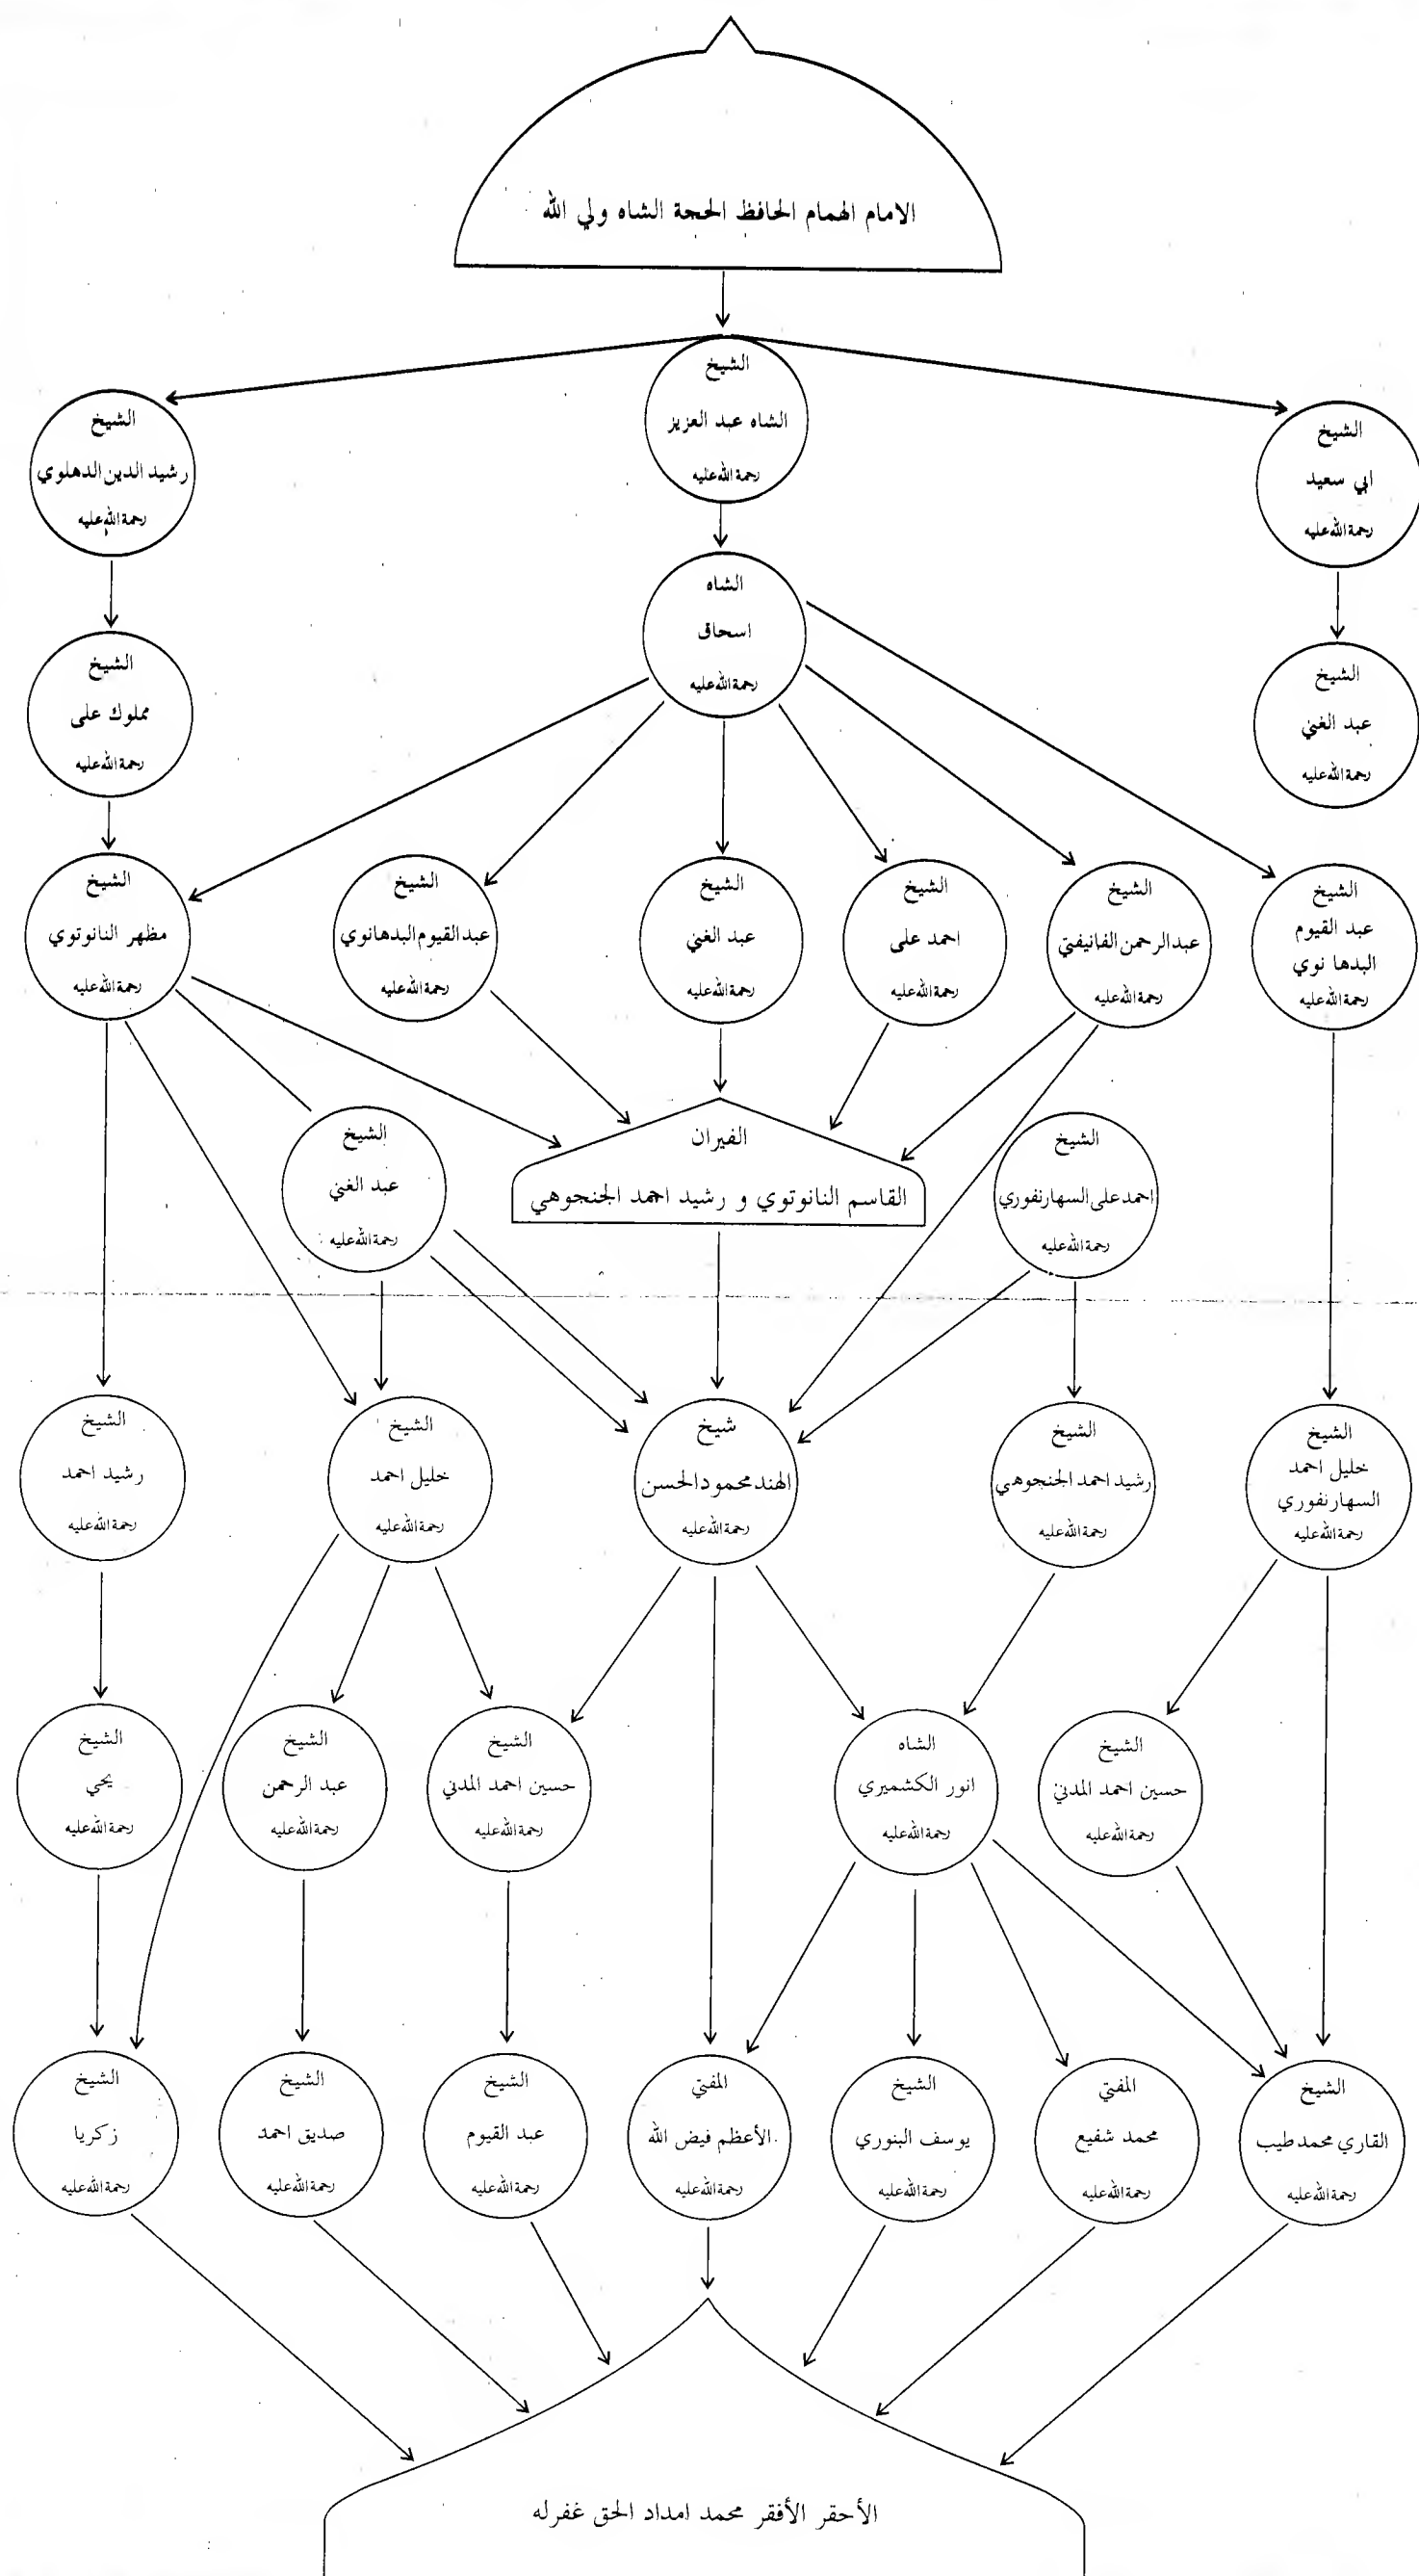 الامام الهمام الحافظ الحجة الشاه ولي الله
الشيخ
ابي سعيد
رحمة الله عليه
الشيخ
الشاه عبد العزيز
رحمة الله عليه
الشيخ
رشيد الدين الدهلوي
رحمة الله عليه
الشيخ
عبد الغني
رحمة الله عليه
الشاه
اسحاق
رحمة الله عليه
الشيخ
مملوك على
رحمة الله عليه
الشيخ
عبد القيوم
البدها نوي
رحمة الله عليه
الشيخ
عبد الرحمن الفانيفتي
رحمة الله عليه
الشيخ
احمد على
رحمة الله عليه
الشيخ
عبد الغني
رحمة الله عليه
الشيخ
عبد القيوم البدهانوي
رحمة الله عليه
الشيخ
مظهر النانوتوي
رحمة الله عليه
الشيخ
احمد على السهارنفوري
رحمة الله عليه
الفيران
القاسم النانوتوي و رشيد احمد الجنجوهي
الشيخ
عبد الغني
رحمة الله عليه
الشيخ
خليل احمد
السهارنفوري
رحمة الله عليه
الشيخ
رشيد احمد الجنجوهي
رحمة الله عليه
شيخ
الهند محمود الحسن
رحمة الله عليه
الشيخ
خليل احمد
رحمة الله عليه
الشيخ
رشيد احمد
رحمة الله عليه
الشيخ
حسين احمد المدني
رحمة الله عليه
الشاه
انور الكشميري
رحمة الله عليه
الشيخ
حسين احمد المدني
رحمة الله عليه
الشيخ
عبد الرحمن
رحمة الله عليه
الشيخ
يحي
رحمة الله عليه
الشيخ
القاري محمد طيب
رحمة الله عليه
المفتي
محمد شفيع
رحمة الله عليه
الشيخ
يوسف البنوري
رحمة الله عليه
المفتي
الأعظم فيض الله
رحمة الله عليه
الشيخ
عبد القيوم
رحمة الله عليه
الشيخ
صديق احمد
رحمة الله عليه
الشيخ
زكريا
رحمة الله عليه
الأحقر الأفقر محمد امداد الحق غفرله